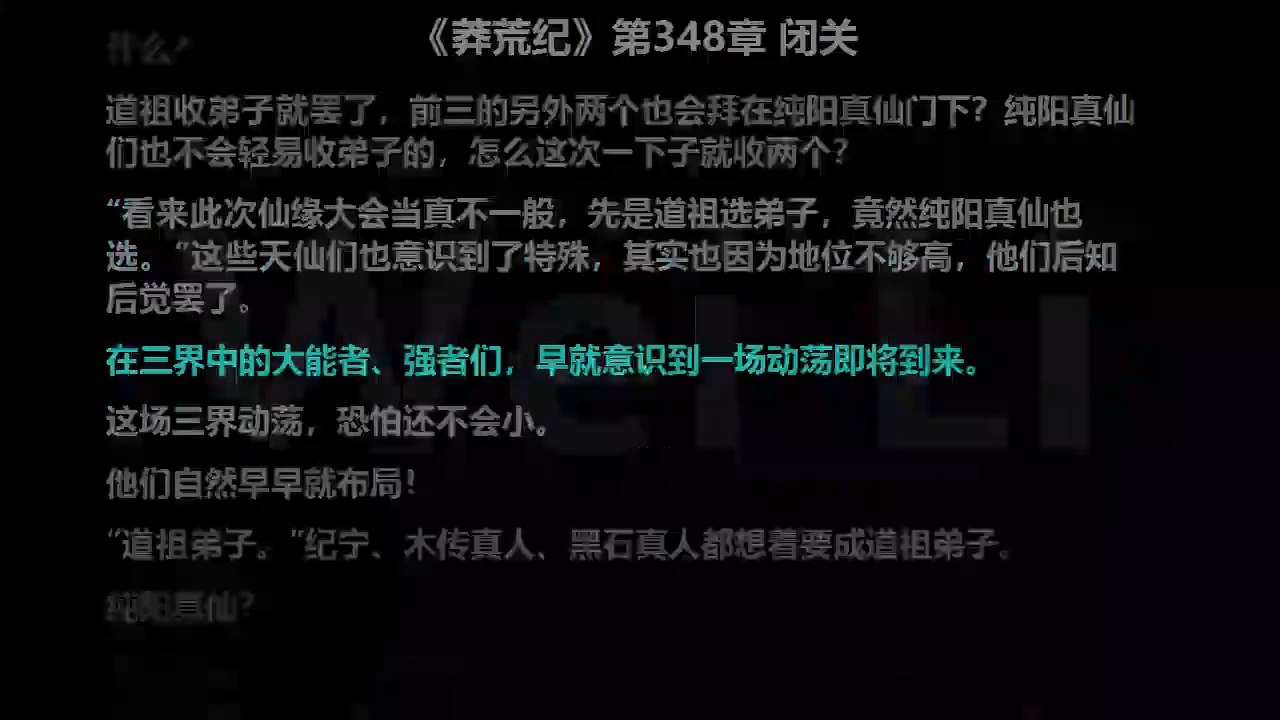 《莽荒纪》第348章 闭关
什么？
道祖收弟子就罢了，前三的另外两个也会拜在纯阳真仙门下？纯阳真仙
们也不会轻易收弟子的，怎么这次一下子就收两个？
“看来此次仙缘大会当真不一般，先是道祖选弟子，竟然纯阳真仙也
选。”这些天仙们也意识到了特殊，其实也因为地位不够高，他们后知
后觉罢了。
在三界中的大能者、强者们，早就意识到一场动荡即将到来。
这场三界动荡，恐怕还不会小。
他们自然早早就布局！
“道祖弟子。”纪宁、木传真人、黑石真人都想着要成道祖弟子。
纯阳真仙？
Wei Li